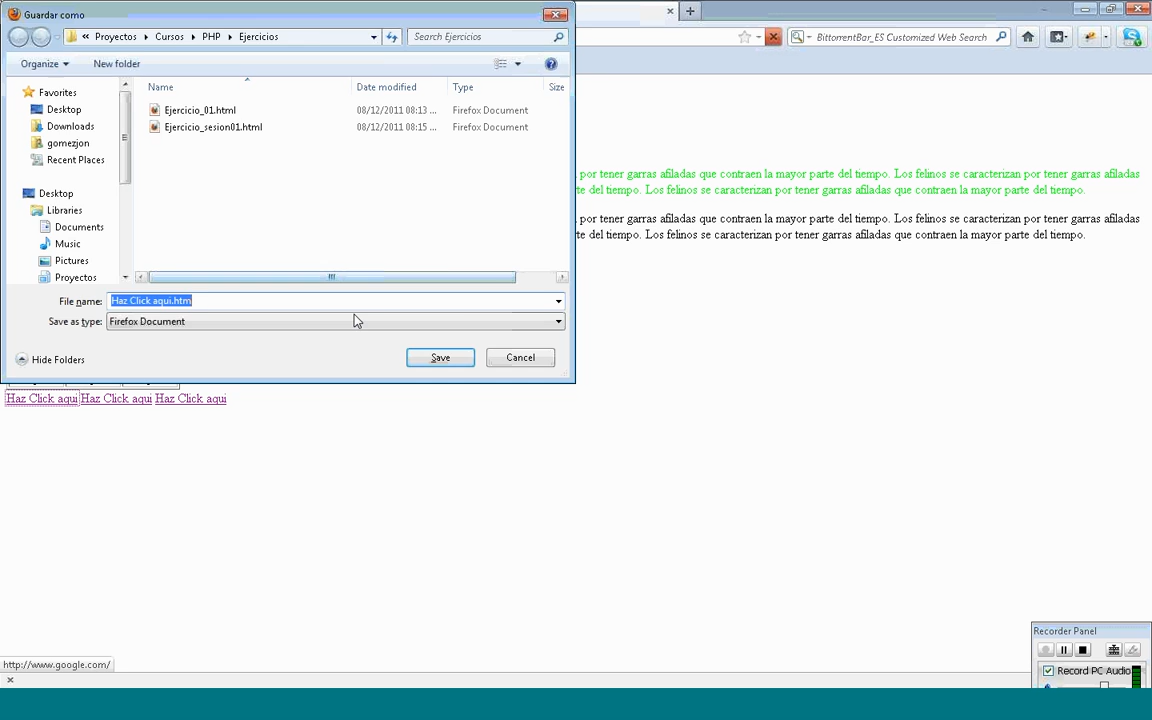 Guardar como
« Proyectos Cursos PHP Ejercicios
Search Ejercicios
BittorrentBar_ES Customized Web Search
Organize
New folder
Favorites
Desktop
Downloads
gomezjon
Recent Places
Desktop
Libraries
Documents
Music
Pictures
Proyectos
Name Date modified Type Size
Ejercicio_01.html 08/12/2011 08:13 ... Firefox Document
Ejercicio_sesion01.html 08/12/2011 08:15 ... Firefox Document
por tener garras afiladas que contraen la mayor parte del tiempo. Los felinos se caracterizan por tener garras afiladas
te del tiempo. Los felinos se caracterizan por tener garras afiladas que contraen la mayor parte del tiempo.
por tener garras afiladas que contraen la mayor parte del tiempo. Los felinos se caracterizan por tener garras afiladas
te del tiempo. Los felinos se caracterizan por tener garras afiladas que contraen la mayor parte del tiempo.
File name: Haz Click aqui.htm
Save as type: Firefox Document
Hide Folders
Save
Cancel
Haz Click aqui Haz Click aqui Haz Click aqui
Recorder Panel
Record PC Audio
http://www.google.com/